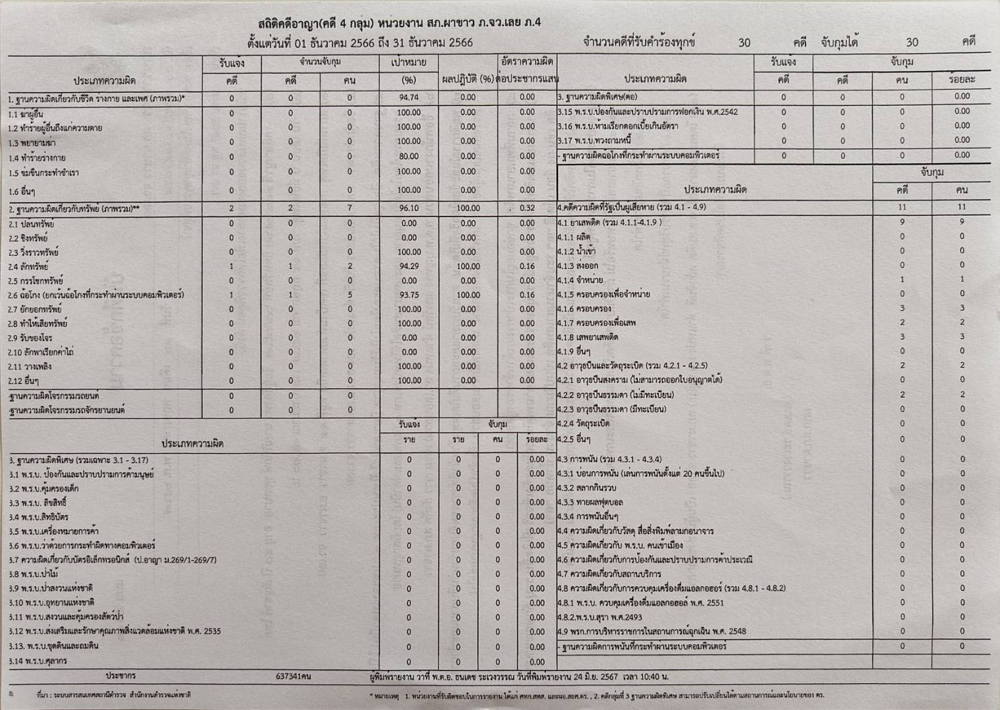 สถิติคดีอาญา(คดี 4 กลุ่ม) หน่วยงาน สภ.ผาขาว ภ.จว.เลย ภ.4
ตั้งแต่วันที่ 01 ธันวาคม 2566 ถึง 31 ธันวาคม 2566 จำนวนคดีที่รับคำร้องทุกข์ 30 คดี จับกุมได้ 30 คดี
ประเภทความผิด รับแจ้ง จำนวนจับกุม เป้าหมาย ผลปฏิบัติ (%) อัตราความผิด
คดี คดี คน (%) ต่อประชากรแสน
1. ฐานความผิดเกี่ยวกับชีวิต ร่างกาย และเพศ (ภาพรวม)* 0 0 0 94.74 0.00 0.00
1.1 ฆ่าผู้อื่น 0 0 0 100.00 0.00 0.00
1.2 ทำร้ายผู้อื่นถึงแก่ความตาย 0 0 0 100.00 0.00 0.00
1.3 พยายามฆ่า 0 0 0 100.00 0.00 0.00
1.4 ทำร้ายร่างกาย 0 0 0 80.00 0.00 0.00
1.5 ข่มขืนกระทำชำเรา 0 0 0 100.00 0.00 0.00
1.6 อื่นๆ 0 0 0 100.00 0.00 0.00
2. ฐานความผิดเกี่ยวกับทรัพย์ (ภาพรวม)** 2 2 7 96.10 100.00 0.32
2.1 ปล้นทรัพย์ 0 0 0 0.00 0.00 0.00
2.2 ชิงทรัพย์ 0 0 0 0.00 0.00 0.00
2.3 วิ่งราวทรัพย์ 0 0 0 100.00 0.00 0.00
2.4 ลักทรัพย์ 1 1 2 94.29 100.00 0.16
2.5 กรรโชกทรัพย์ 0 0 0 0.00 0.00 0.00
2.6 ฉ้อโกง (ยกเว้นฉ้อโกงที่กระทำผ่านระบบคอมพิวเตอร์) 1 1 5 93.75 100.00 0.16
2.7 ยักยอกทรัพย์ 0 0 0 100.00 0.00 0.00
2.8 ทำให้เสียทรัพย์ 0 0 0 100.00 0.00 0.00
2.9 รับของโจร 0 0 0 0.00 0.00 0.00
2.10 ลักพาเรียกค่าไถ่ 0 0 0 0.00 0.00 0.00
2.11 วางเพลิง 0 0 0 100.00 0.00 0.00
2.12 อื่นๆ 0 0 0 100.00 0.00 0.00
-ฐานความผิดโจรกรรมรถยนต์ 0 0 0
-ฐานความผิดโจรกรรมรถจักรยานยนต์ 0 0 0
ประเภทความผิด รับแจ้ง จับกุม
ราย ราย คน ร้อยละ
3. ฐานความผิดพิเศษ (รวมเฉพาะ 3.1 - 3.17) 0 0 0 0.00
3.1 พ.ร.บ. ป้องกันและปราบปรามการค้ามนุษย์ 0 0 0 0.00
3.2 พ.ร.บ.คุ้มครองเด็ก 0 0 0 0.00
3.3 พ.ร.บ. ลิขสิทธิ์ 0 0 0 0.00
3.4 พ.ร.บ.สิทธิบัตร 0 0 0 0.00
3.5 พ.ร.บ.เครื่องหมายการค้า 0 0 0 0.00
3.6 พ.ร.บ.ว่าด้วยการกระทำผิดทางคอมพิวเตอร์ 0 0 0 0.00
3.7 ความผิดเกี่ยวกับบัตรอิเล็กทรอนิกส์ (ป.อาญา ม.269/1-269/7) 0 0 0 0.00
3.8 พ.ร.บ.ป่าไม้ 0 0 0 0.00
3.9 พ.ร.บ.ป่าสงวนแห่งชาติ 0 0 0 0.00
3.10 พ.ร.บ.อุทยานแห่งชาติ 0 0 0 0.00
3.11 พ.ร.บ.สงวนและคุ้มครองสัตว์ป่า 0 0 0 0.00
3.12 พ.ร.บ.ส่งเสริมและรักษาคุณภาพสิ่งแวดล้อมแห่งชาติ พ.ศ. 2535 0 0 0 0.00
3.13. พ.ร.บ.ขุดดินและถมดิน 0 0 0 0.00
3.14 พ.ร.บ.ศุลากร 0 0 0 0.00
ประเภทความผิด รับแจ้ง จับกุม
คดี คดี คน ร้อยละ
3. ฐานความผิดพิเศษ(ต่อ) 0 0 0 0.00
3.15 พ.ร.บ.ป้องกันและปราบปรามการฟอกเงิน พ.ศ.2542 0 0 0 0.00
3.16 พ.ร.บ.ห้ามเรียกดอกเบี้ยเกินอัตรา 0 0 0 0.00
3.17 พ.ร.บ.ทวงถามหนี้ 0 0 0 0.00
- ฐานความผิดฉ้อโกงที่กระทำผ่านระบบคอมพิวเตอร์ 0 0 0 0.00
ประเภทความผิด จับกุม
คดี คน
4.คดีความผิดที่รัฐเป็นผู้เสียหาย (รวม 4.1 - 4.9) 11 11
4.1 ยาเสพติด (รวม 4.1.1-4.1.9 ) 9 9
4.1.1 ผลิต 0 0
4.1.2 น้ำเข้า 0 0
4.1.3 ส่งออก 0 0
4.1.4 จำหน่าย 1 1
4.1.5 ครอบครองเพื่อจำหน่าย 0 0
4.1.6 ครอบครอง 3 3
4.1.7 ครอบครองเพื่อเสพ 2 2
4.1.8 เสพยาเสพติด 3 3
4.1.9 อื่นๆ 0 0
4.2 อาวุธปืนและวัตถุระเบิด (รวม 4.2.1 - 4.2.5) 2 2
4.2.1 อาวุธปืนสงคราม (ไม่สามารถออกใบอนุญาตได้) 0 0
4.2.2 อาวุธปืนธรรมดา (ไม่มีทะเบียน) 2 2
4.2.3 อาวุธปืนธรรมดา (มีทะเบียน) 0 0
4.2.4 วัตถุระเบิด 0 0
4.2.5 อื่นๆ 0 0
4.3 การพนัน (รวม 4.3.1 - 4.3.4) 0 0
4.3.1 บ่อนการพนัน (เล่นการพนันตั้งแต่ 20 คนขึ้นไป) 0 0
4.3.2 สลากกินรวบ 0 0
4.3.3 ทายผลฟุตบอล 0 0
4.3.4 การพนันอื่นๆ 0 0
4.4 ความผิดเกี่ยวกับวัสดุ สื่อสิ่งพิมพ์ลามกอนาจาร 0 0
4.5 ความผิดเกี่ยวกับ พ.ร.บ. คนเข้าเมือง 0 0
4.6 ความผิดเกี่ยวกับการป้องกันและปราบปรามการค้าประเวณี 0 0
4.7 ความผิดเกี่ยวกับสถานบริการ 0 0
4.8 ความผิดเกี่ยวกับการควบคุมเครื่องดื่มแอลกอฮอร์ (รวม 4.8.1 - 4.8.2) 0 0
4.8.1 พ.ร.บ. ควบคุมเครื่องดื่มแอลกอฮอล์ พ.ศ. 2551 0 0
4.8.2.พ.ร.บ.สุรา พ.ศ.2493 0 0
4.9 พรก.การบริหารราชการในสถานการณ์ฉุกเฉิน พ.ศ. 2548 0 0
- ฐานความผิดการพนันที่กระทำผ่านระบบคอมพิวเตอร์ 0 0
ประชากร 637341คน ผู้พิมพ์รายงาน ว่าที่ พ.ต.อ. ธนเดช ระเวงวรรณ วันที่พิมพ์รายงาน 24 มิ.ย. 2567 เวลา 10:40 น.
ที่มา : ระบบสารสนเทศสถานีตำรวจ สำนักงานตำรวจแห่งชาติ * หมายเหตุ 1. หน่วยงานที่รับผิดชอบในการรายงาน ได้แก่ ศทก.สทส. และผอ.สยศ.ตร. , 2. คดีกลุ่มที่ 3 ฐานความผิดพิเศษ สามารถปรับเปลี่ยนได้ตามสถานการณ์และนโยบายของ ตร.